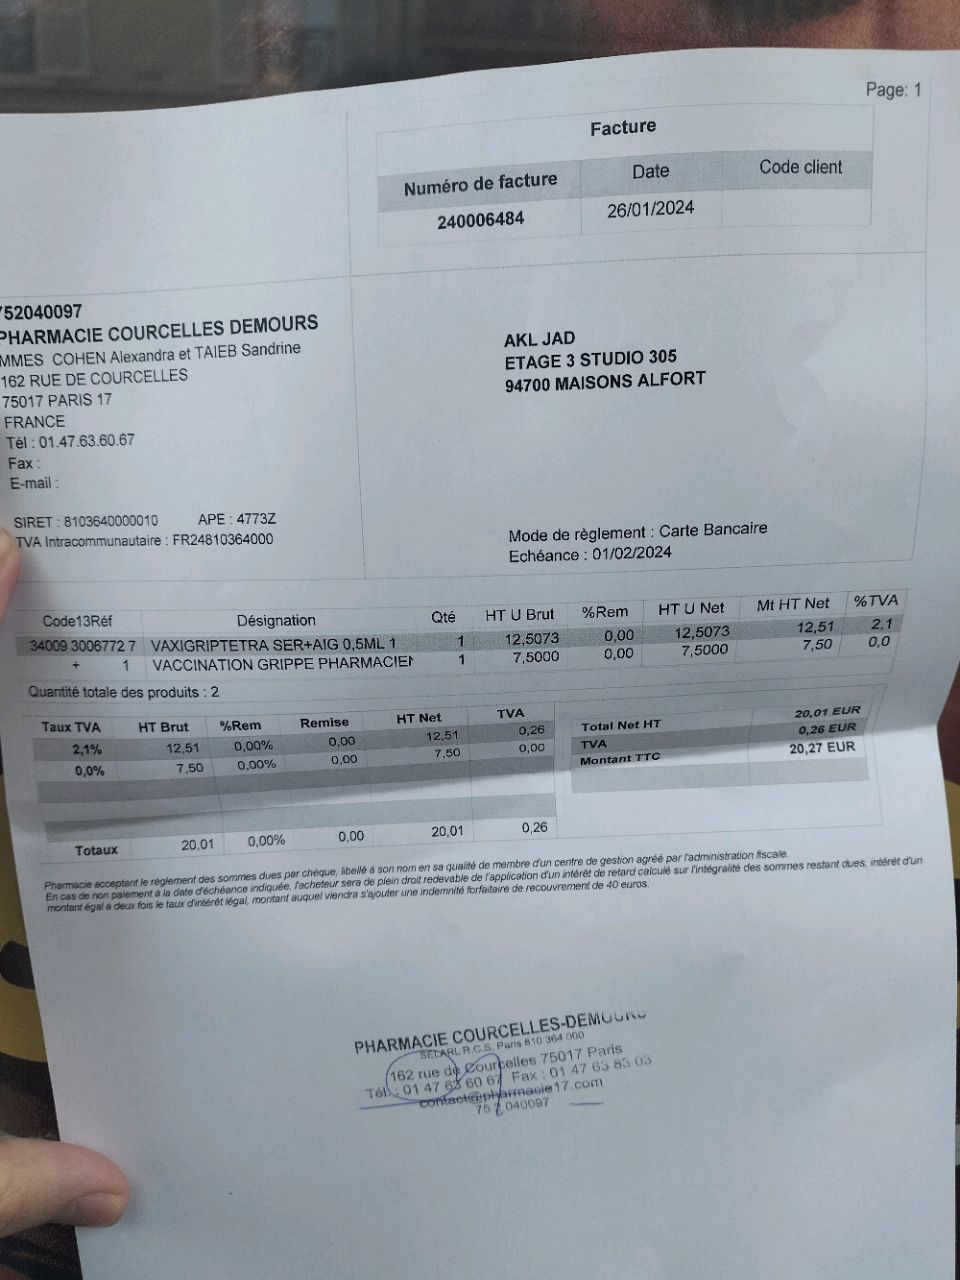 Page: 1
Facture
Numéro de facture Date Code client
240006484 26/01/2024
752040097
PHARMACIE COURCELLES DEMOURS
MMES COHEN Alexandra et TAIEB Sandrine
162 RUE DE COURCELLES
75017 PARIS 17
FRANCE
Tél : 01.47.63.60.67
Fax :
E-mail :
SIRET : 8103640000010 APE : 4773Z
TVA Intracommunautaire : FR24810364000
AKL JAD
ETAGE 3 STUDIO 305
94700 MAISONS ALFORT
Mode de règlement : Carte Bancaire
Echéance : 01/02/2024
Code13Réf Désignation Qté HT U Brut %Rem HT U Net Mt HT Net %TVA
34009 3006772 7 VAXIGRIPTETRA SER+AIG 0,5ML 1 1 12,5073 0,00 12,5073 12,51 2,1
+ 1 VACCINATION GRIPPE PHARMACIEN 1 7,5000 0,00 7,5000 7,50 0,0
Quantité totale des produits : 2
Taux TVA HT Brut %Rem Remise HT Net TVA
2,1% 12,51 0,00% 0,00 12,51 0,26
0,0% 7,50 0,00% 0,00 7,50 0,00
Totaux 20,01 0,00% 0,00 20,01 0,26
Total Net HT 20,01 EUR
TVA 0,26 EUR
Montant TTC 20,27 EUR
Pharmacie acceptant le règlement des sommes dues par chèque, libellé à son nom en sa qualité de membre d'un centre de gestion agréé par l'administration fiscale.
En cas de non paiement à la date d'échéance indiquée, l'acheteur sera de plein droit redevable de l'application d'un intérêt de retard calculé sur l'intégralité des sommes restant dues, intérêt d'un
montant égal à deux fois le taux d'intérêt légal, montant auquel viendra s'ajouter une indemnité forfaitaire de recouvrement de 40 euros.
PHARMACIE COURCELLES-DEMOURS
SELARL R.C.S. Paris 810 364 000
162 rue de Courcelles 75017 Paris
Tél. : 01 47 63 60 67 Fax : 01 47 63 83 03
contact@pharmacie17.com
75 2 040097